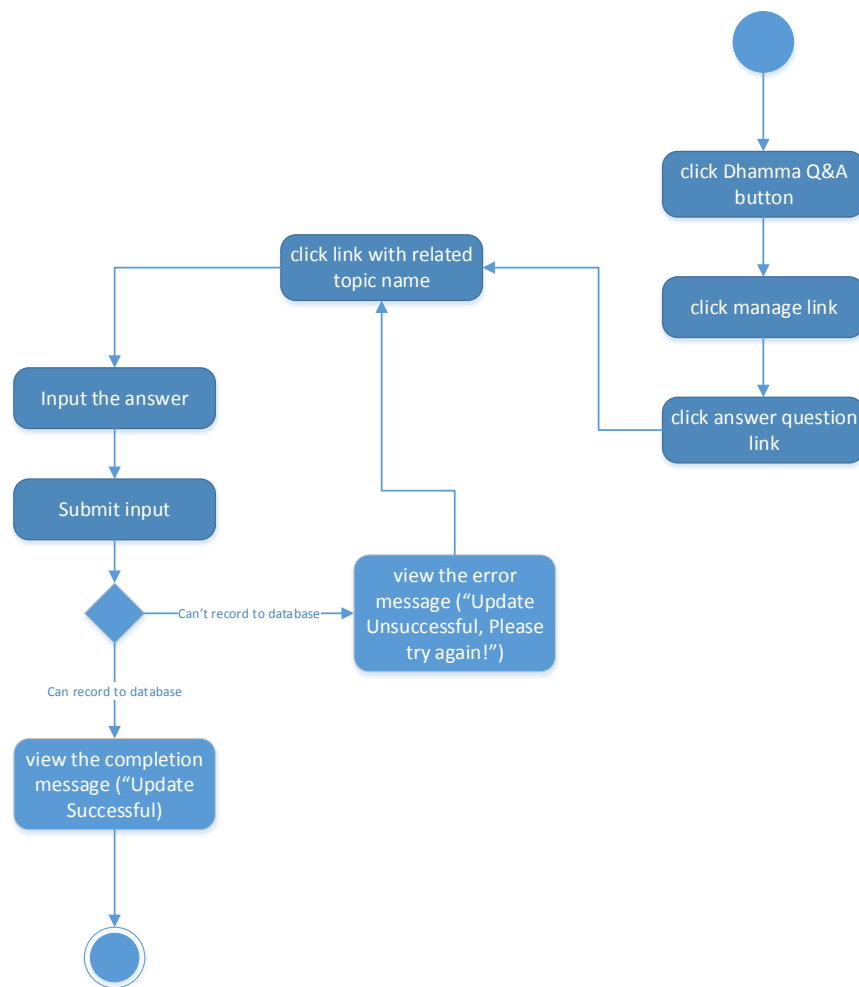 click Dhamma Q&A
button
click manage link
click answer question
link
click link with related
topic name
Input the answer
Submit input
Can't record to database
view the error
message (“Update
Unsuccessful, Please
try again!”)
Can record to database
view the completion
message (“Update
Successful)